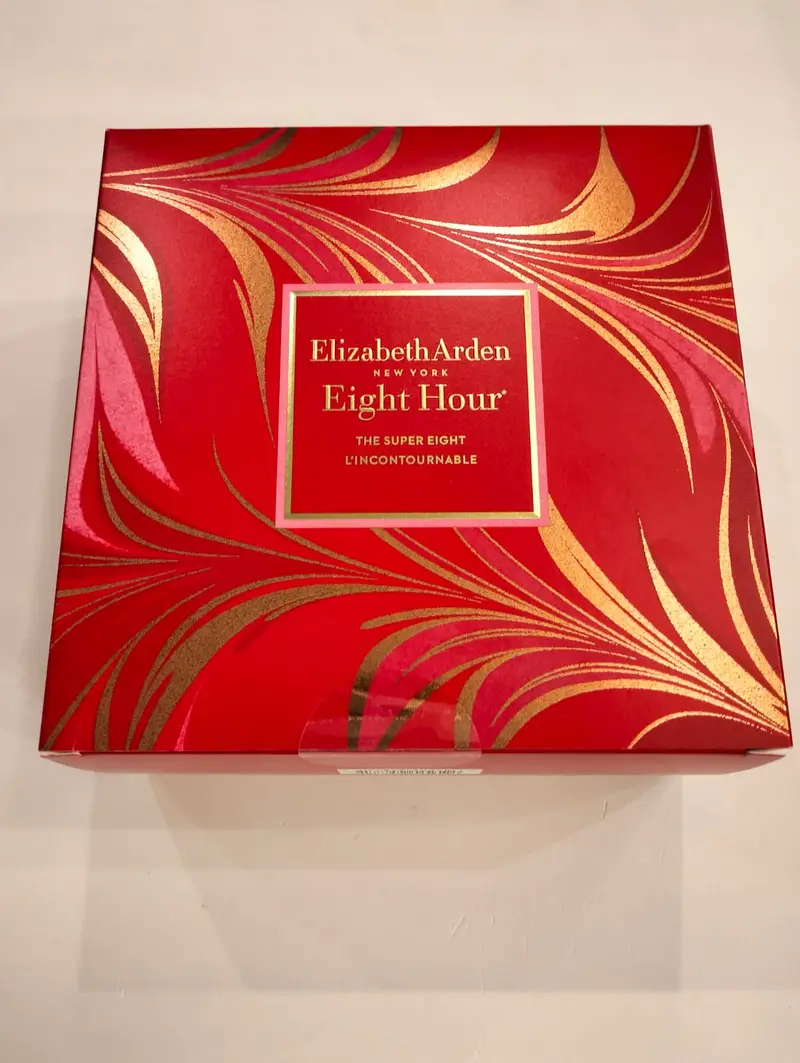 ElizabethArden
NEW YORK
Eight Hour®
THE SUPER EIGHT
L'INCONTOURNABLE